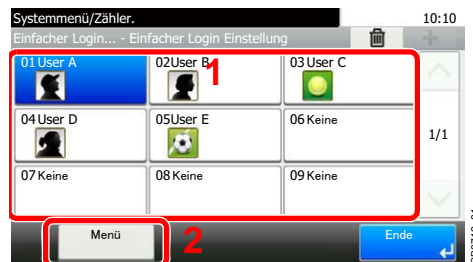 Systemmenü/Zähler.
10:10
Einfacher Login... - Einfacher Login Einstellung
01 User A
02User B
1
03 User C
04 User D
05User E
06 Keine
1/1
07 Keine
08 Keine
09 Keine
Menü
2
Ende